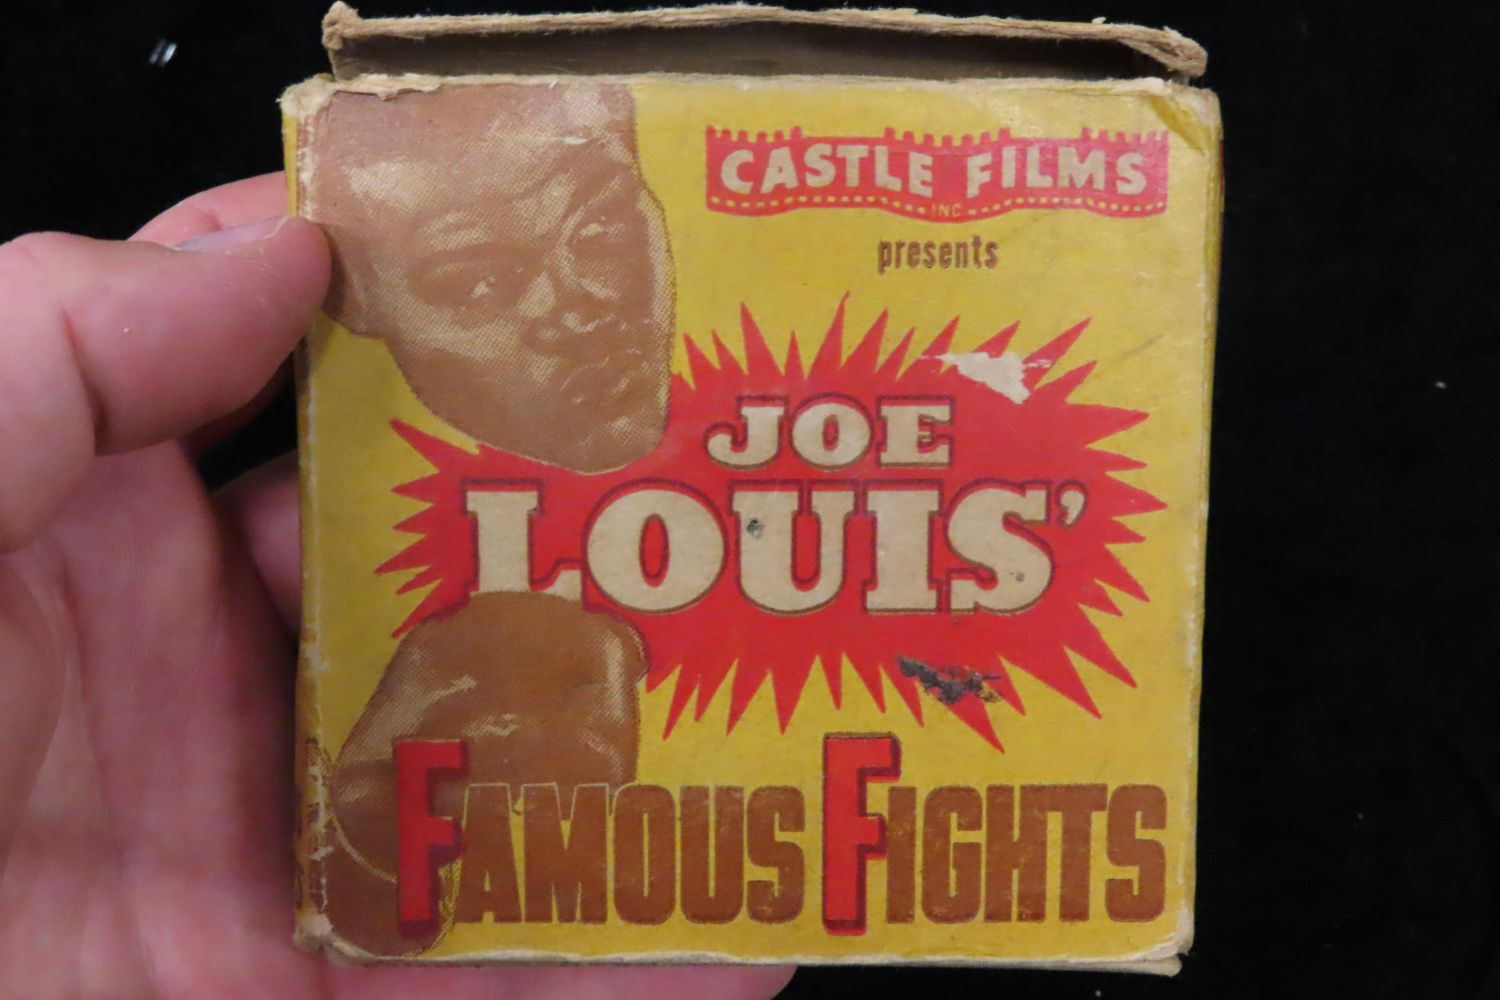 CASTLE FILMS
INC
presents
JOE
LOUIS'
FAMOUS FIGHTS